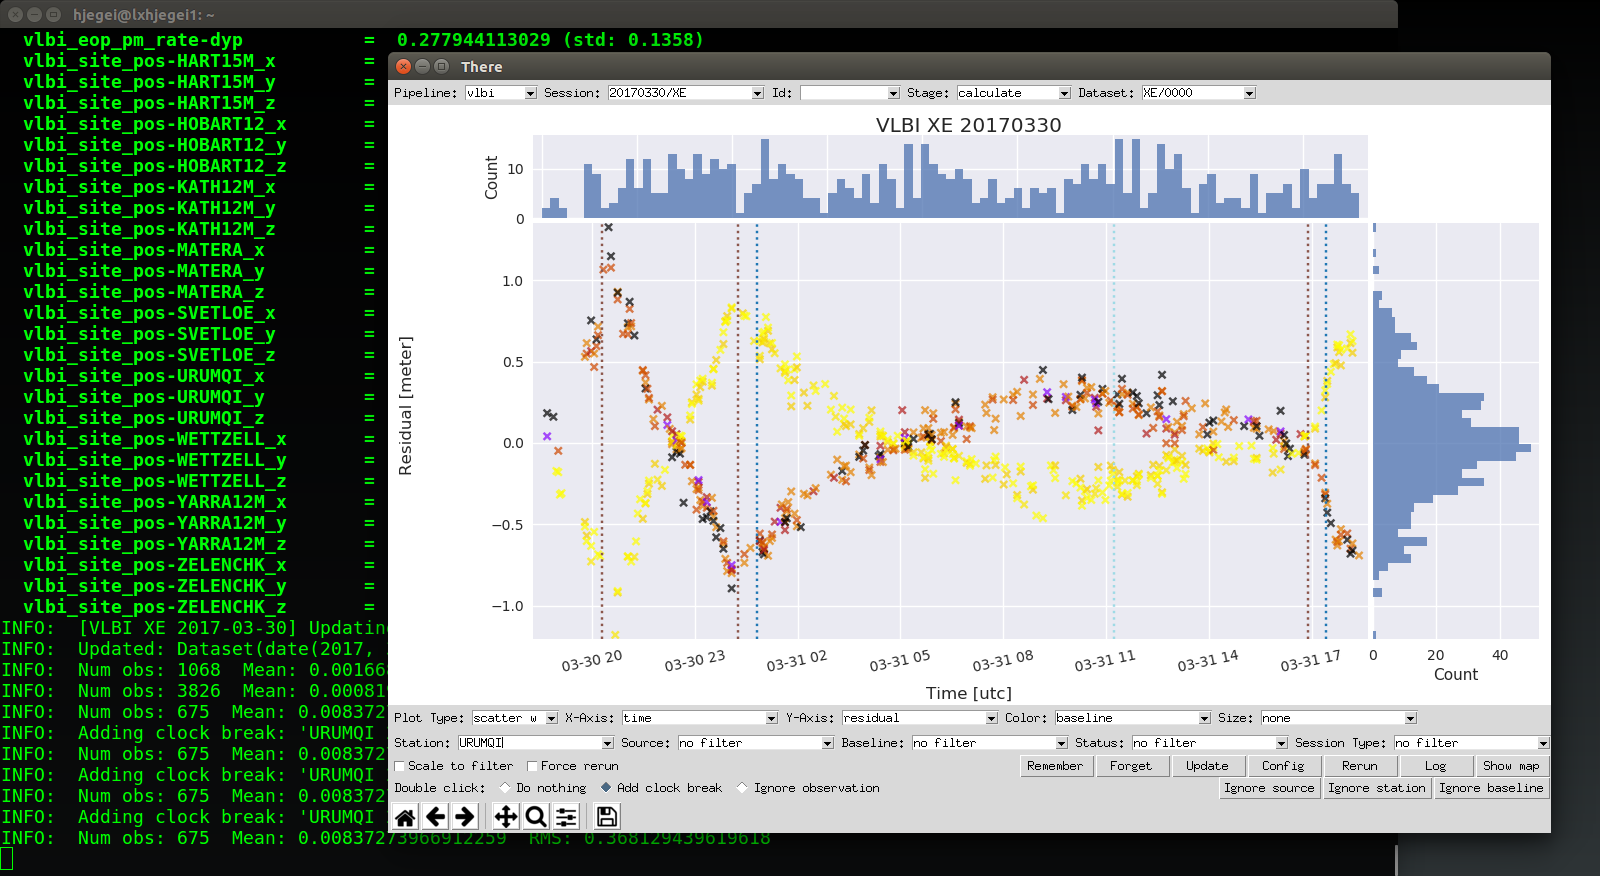 hjegei@lxhjegei1: ~
vlbi_eop_pm_rate-dyp = 0.277944113029 (std: 0.1358)
vlbi_site_pos-HART15M_x =
vlbi_site_pos-HART15M_y =
vlbi_site_pos-HART15M_z =
vlbi_site_pos-HOBART12_x =
vlbi_site_pos-HOBART12_y =
vlbi_site_pos-HOBART12_z =
vlbi_site_pos-KATH12M_x =
vlbi_site_pos-KATH12M_y =
vlbi_site_pos-KATH12M_z =
vlbi_site_pos-MATERA_x =
vlbi_site_pos-MATERA_y =
vlbi_site_pos-MATERA_z =
vlbi_site_pos-SVETLOE_x =
vlbi_site_pos-SVETLOE_y =
vlbi_site_pos-SVETLOE_z =
vlbi_site_pos-URUMQI_x =
vlbi_site_pos-URUMQI_y =
vlbi_site_pos-URUMQI_z =
vlbi_site_pos-WETTZELL_x =
vlbi_site_pos-WETTZELL_y =
vlbi_site_pos-WETTZELL_z =
vlbi_site_pos-YARRA12M_x =
vlbi_site_pos-YARRA12M_y =
vlbi_site_pos-YARRA12M_z =
vlbi_site_pos-ZELENCHK_x =
vlbi_site_pos-ZELENCHK_y =
vlbi_site_pos-ZELENCHK_z =
INFO: [VLBI XE 2017-03-30] Updating
INFO: Updated: Dataset(date(2017,
INFO: Num obs: 1068 Mean: 0.001668
INFO: Num obs: 3826 Mean: 0.000819
INFO: Num obs: 675 Mean: 0.0083727
INFO: Adding clock break: 'URUMQI
INFO: Num obs: 675 Mean: 0.0083727
INFO: Adding clock break: 'URUMQI
INFO: Num obs: 675 Mean: 0.0083727
INFO: Adding clock break: 'URUMQI
INFO: Num obs: 675 Mean: 0.00837273966912259 RMS: 0.368129439619618
There
Pipeline: vlbi Session: 20170330/XE Id: Stage: calculate Dataset: XE/0000
VLBI XE 20170330
Count
10
0
Residual [meter]
1.0
0.5
0.0
−0.5
−1.0
03-30 20 03-30 23 03-31 02 03-31 05 03-31 08 03-31 11 03-31 14 03-31 17
Time [utc]
0 20 40
Count
Plot Type: scatter w X-Axis: time Y-Axis: residual Color: baseline Size: none
Station: URUMQI Source: no filter Baseline: no filter Status: no filter Session Type: no filter
Scale to filter Force rerun Remember Forget Update Config Rerun Log Show map
Double click: Do nothing Add clock break Ignore observation Ignore source Ignore station Ignore baseline